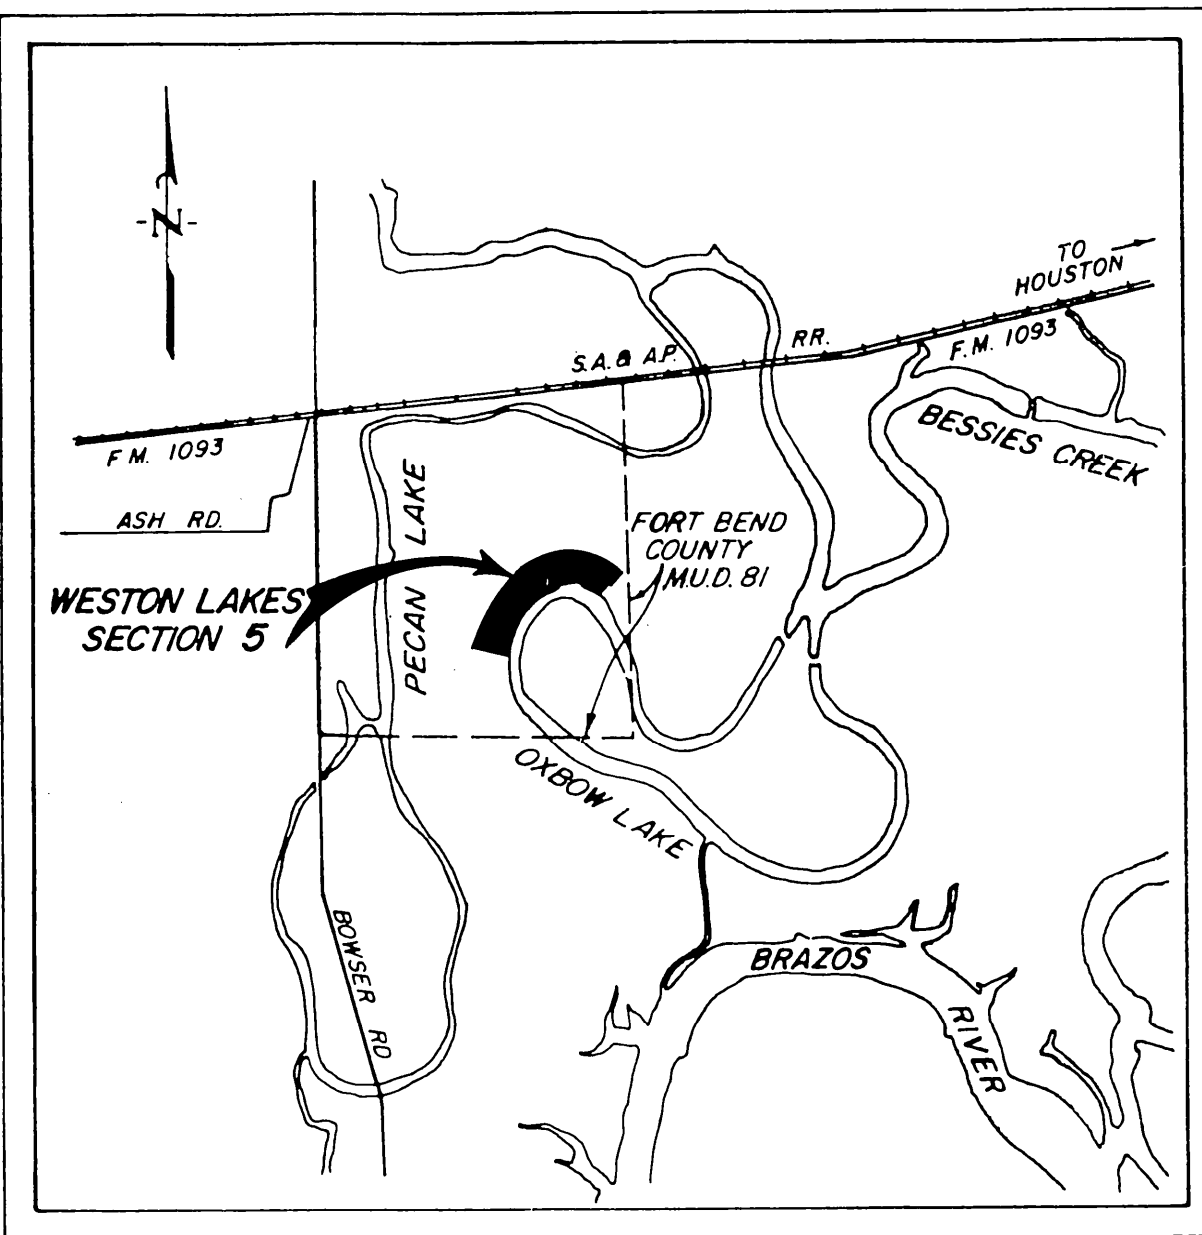 -N-
TO
HOUSTON
S.A. & A.P. RR.
F.M. 1093
BESSIES CREEK
F M. 1093
ASH RD.
PECAN LAKE
FORT BEND
COUNTY
M.U.D. 81
WESTON LAKES
SECTION 5
OXBOW LAKE
BOWSER RD
BRAZOS
RIVER